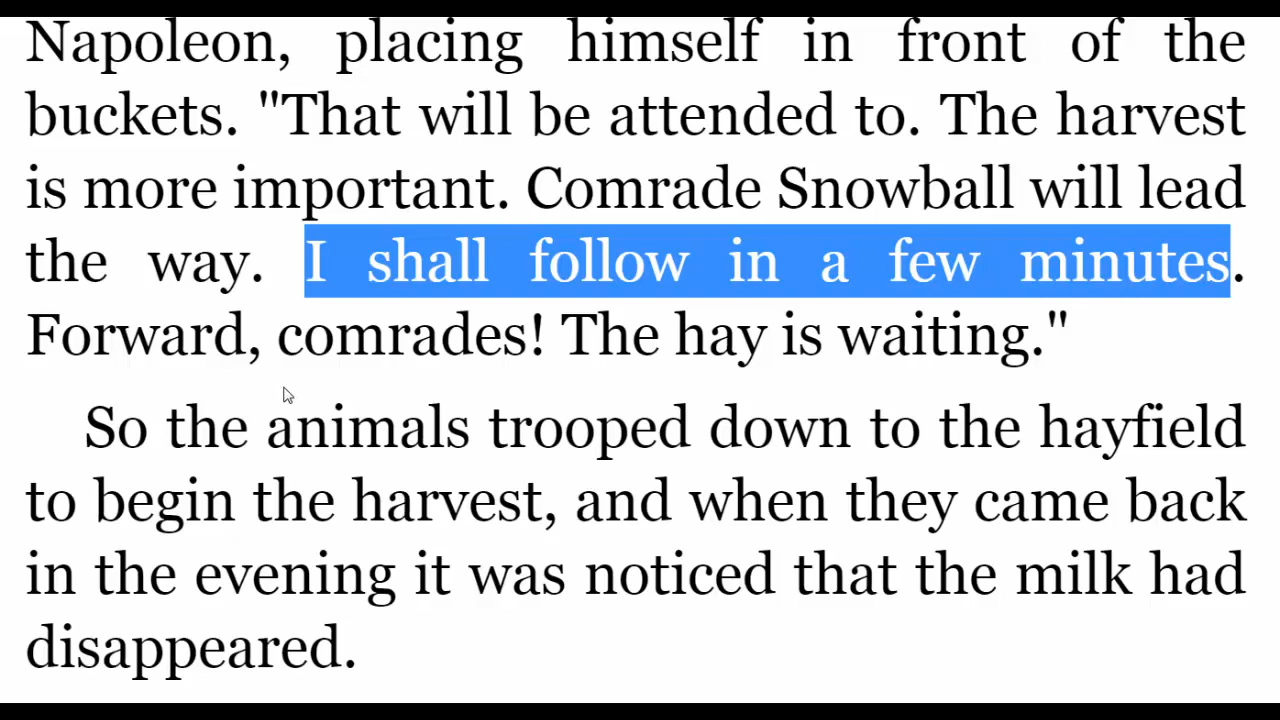 Napoleon, placing himself in front of the
buckets. "That will be attended to. The harvest
is more important. Comrade Snowball will lead
the way. I shall follow in a few minutes.
Forward, comrades! The hay is waiting."
So the animals trooped down to the hayfield
to begin the harvest, and when they came back
in the evening it was noticed that the milk had
disappeared.